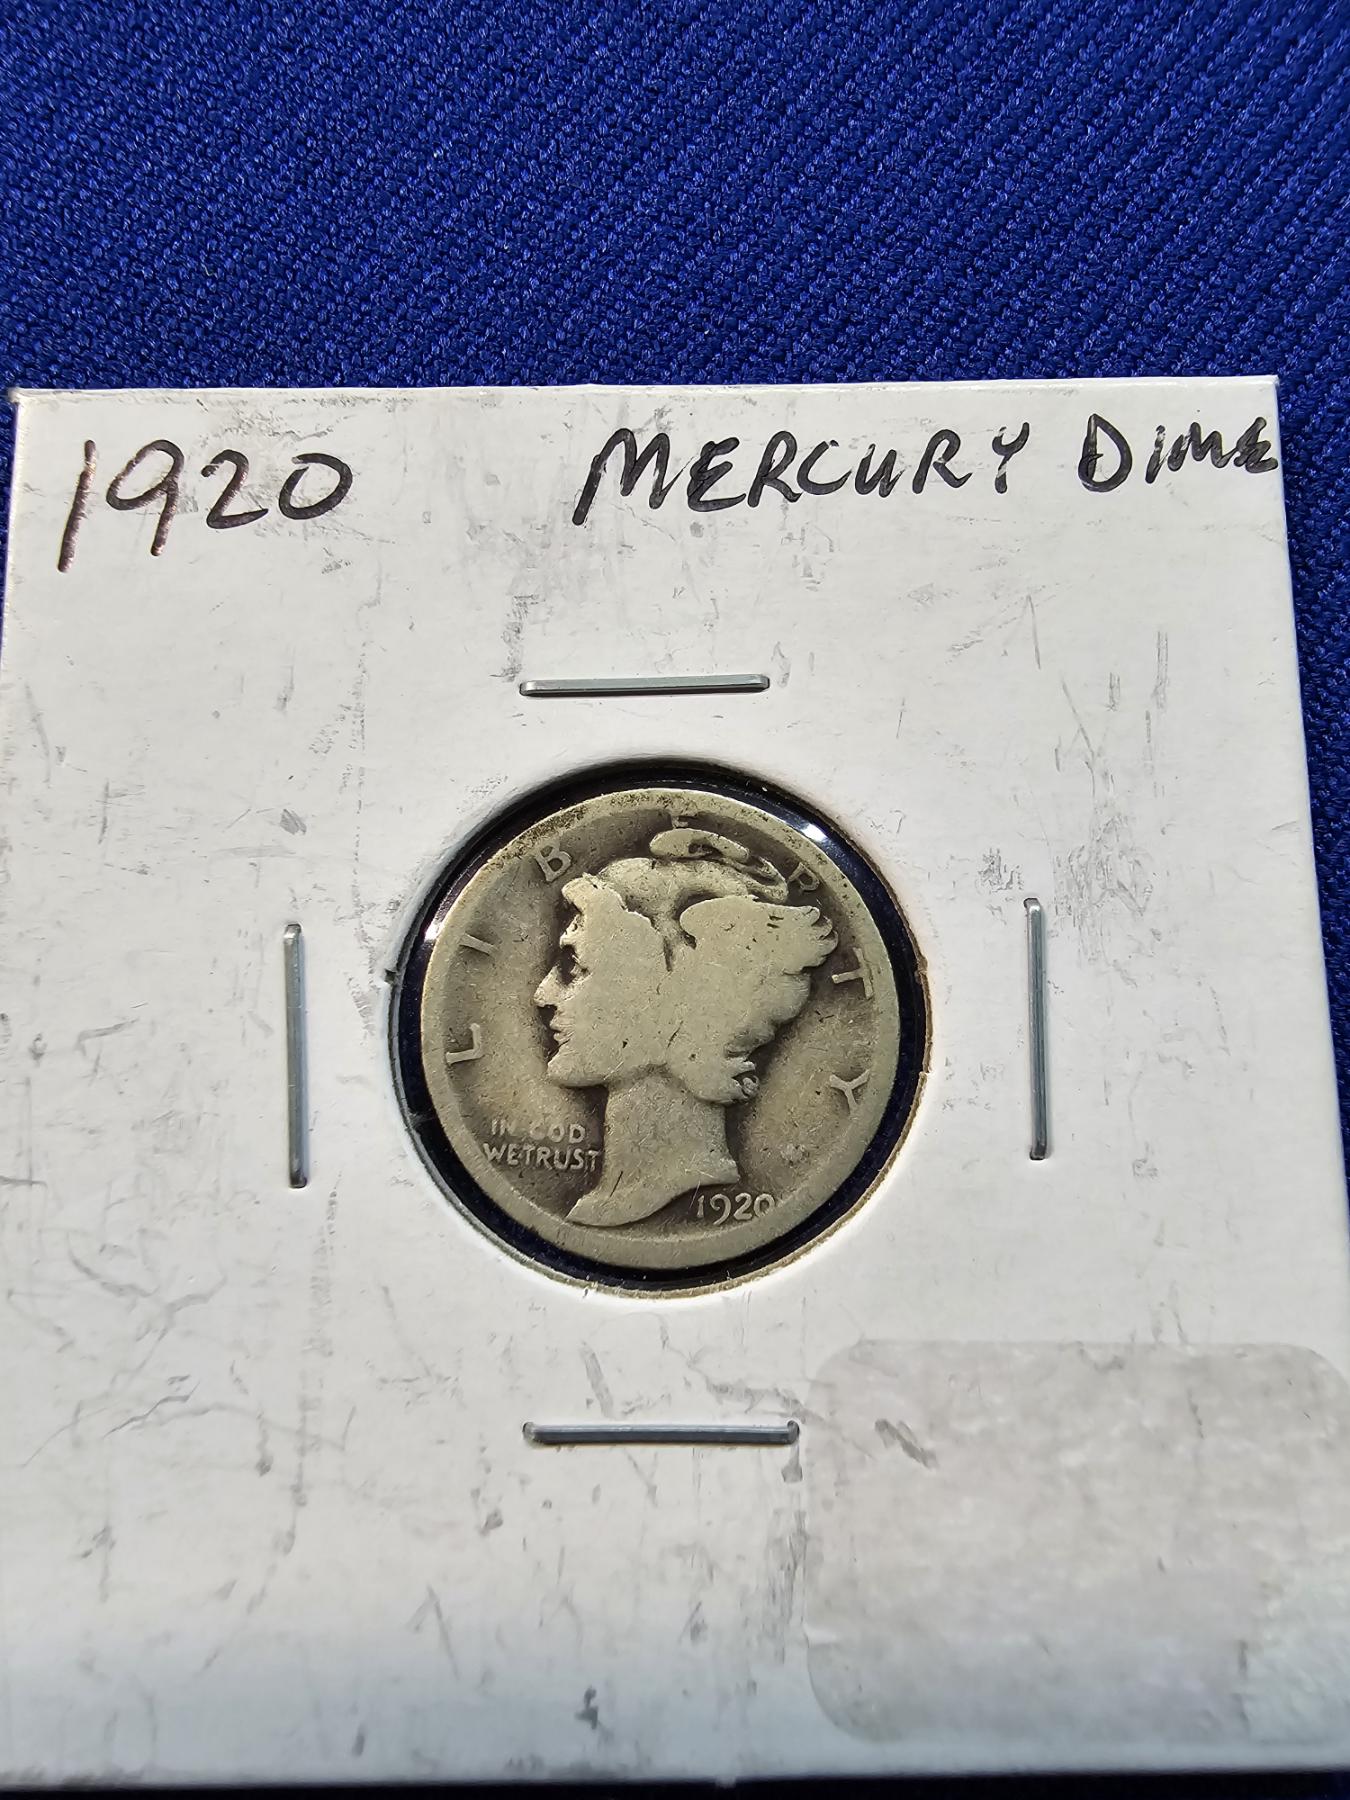 1920 MERCURY DIME
LIBERTY
IN GOD
WE TRUST
1920